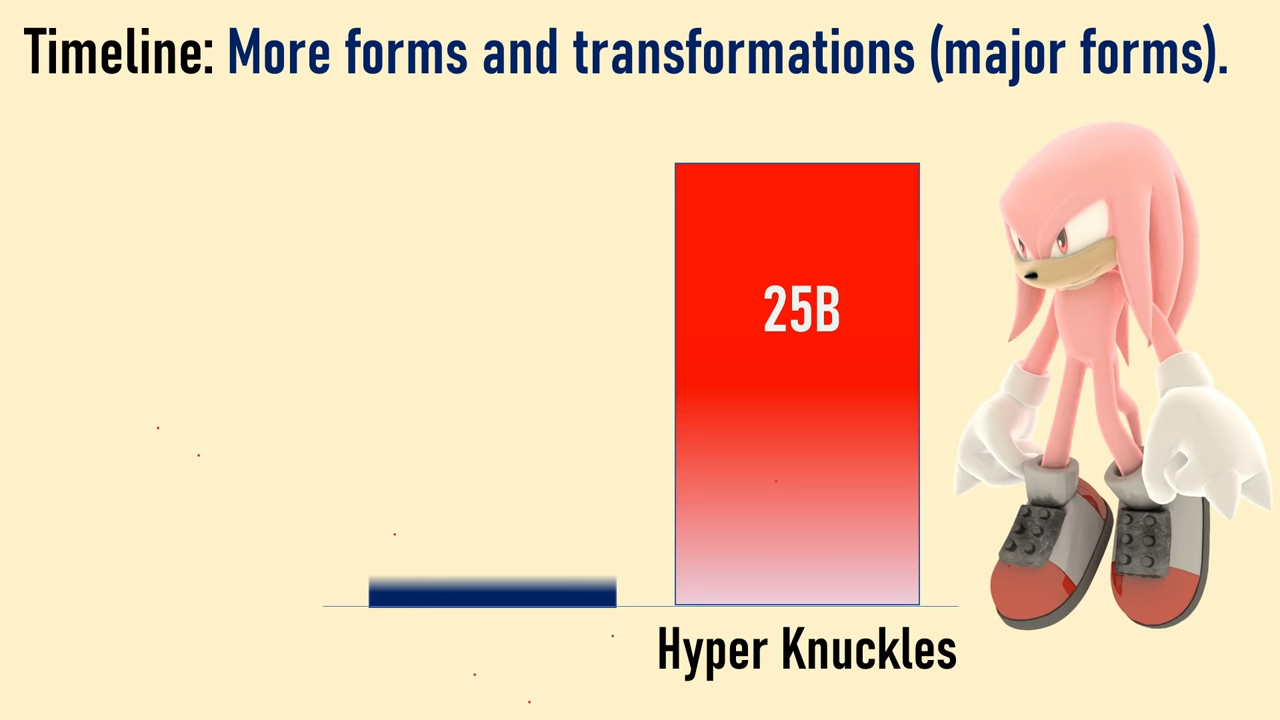 Timeline: More forms and transformations (major forms).
25B
Hyper Knuckles